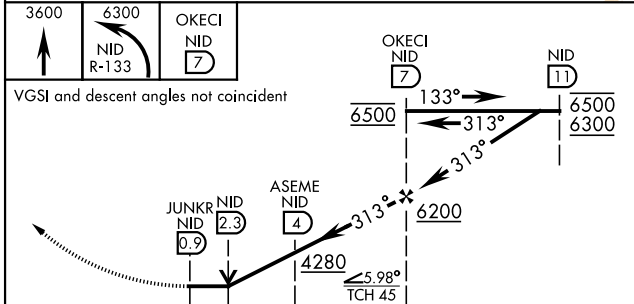 3600
6300
NID
R-133
OKECI
NID
7
VGSI and descent angles not coincident
OKECI
NID
7
NID
11
6500
133°
313°
6500
6300
313°
313°
6200
JUNKR
NID
0.9
NID
2.3
ASEME
NID
4
4280
5.98°
TCH 45